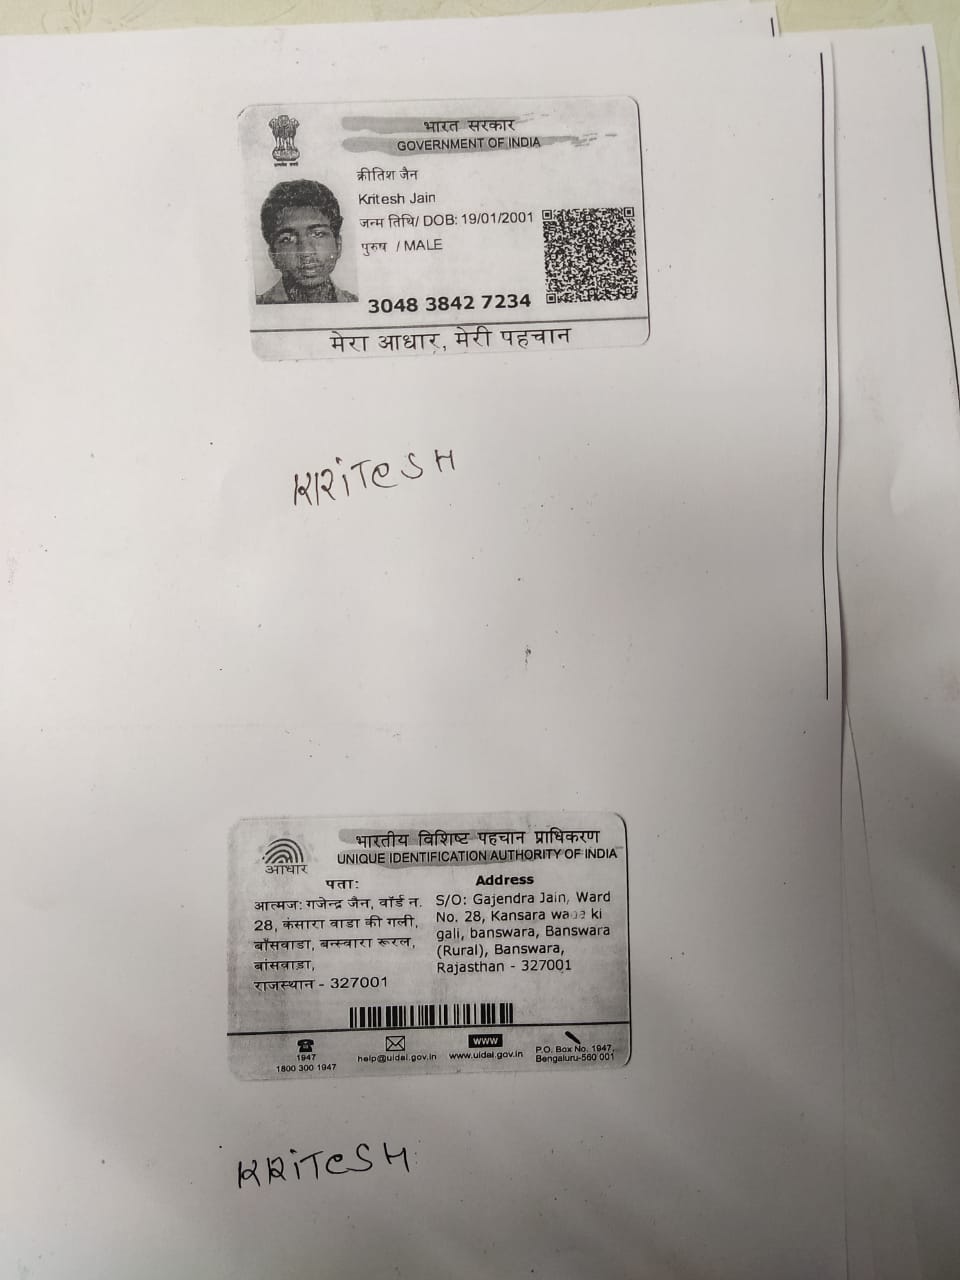 भारत सरकार
GOVERNMENT OF INDIA
क्रीतिश जैन
Kritesh Jain
जन्म तिथि/ DOB: 19/01/2001
पुरुष / MALE
3048 3842 7234
मेरा आधार, मेरी पहचान
KRiTeSH
भारतीय विशिष्ट पहचान प्राधिकरण
UNIQUE IDENTIFICATION AUTHORITY OF INDIA
आधार
पता:
आत्मज: गजेन्द्र जैन, वॉर्ड न.
28, कंसारा वाडा की गली,
बाँसवाडा, बन्स्वारा रूरल,
बांसवाड़ा,
राजस्थान - 327001
Address
S/O: Gajendra Jain, Ward
No. 28, Kansara ki
gali, banswara, Banswara
(Rural), Banswara,
Rajasthan - 327001
1947
1800 300 1947
help@uidai.gov.in
www
www.uidai.gov.in
P.O. Box No. 1947,
Bengaluru-560 001
KRiTeSH